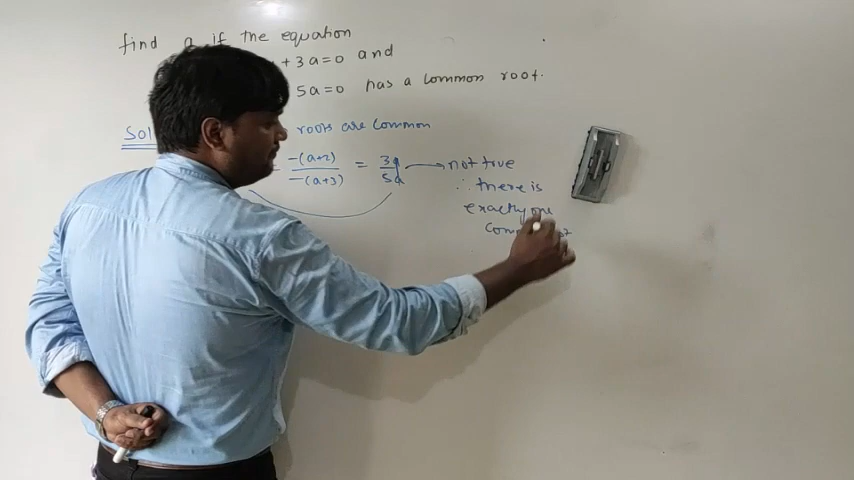 find a if the equation
+ 3a=0 and
5a=0 has a common root.
Sol roots are common
-(a+2)/-(a+3) = 3a/5a → not true
∴ there is
exactly one